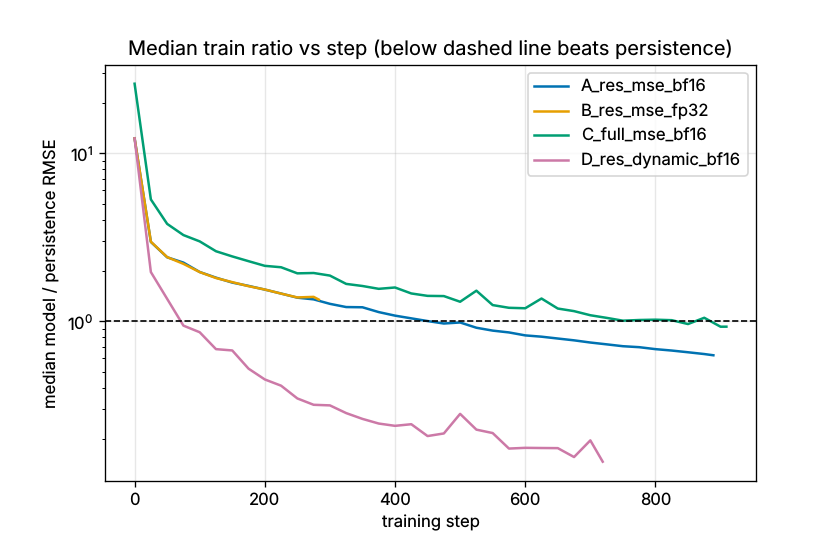 Median train ratio vs step (below dashed line beats persistence)
A_res_mse_bf16
B_res_mse_fp32
C_full_mse_bf16
D_res_dynamic_bf16
median model / persistence RMSE
10¹
10⁰
0 200 400 600 800
training step